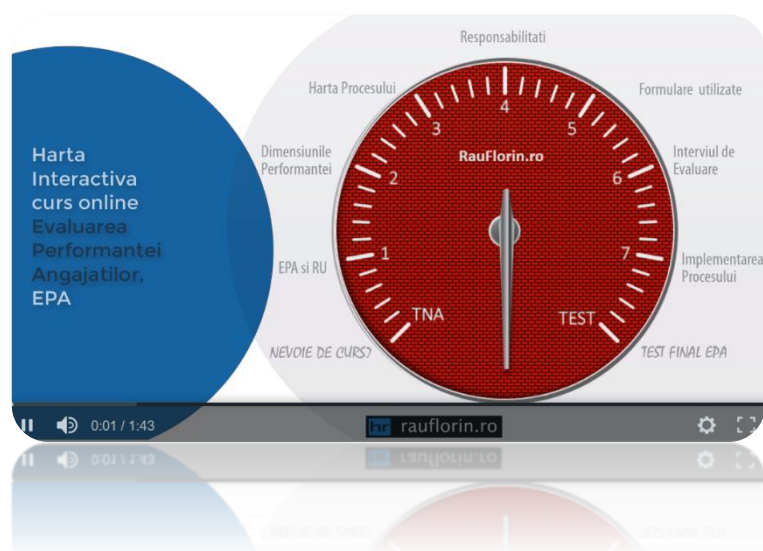 Harta
Interactiva
curs online
Evaluarea
Performantei
Angajatilor,
EPA
Responsabilitati
Harta Procesului
Formulare utilizate
Dimensiunile
Performantei
Interviul de
Evaluare
EPA si RU
Implementarea
Procesului
NEVOIE DE CURS?
TEST FINAL EPA
RauFlorin.ro
TNA
1
2
3
4
5
6
7
TEST
0:01 / 1:43
hr rauflorin.ro